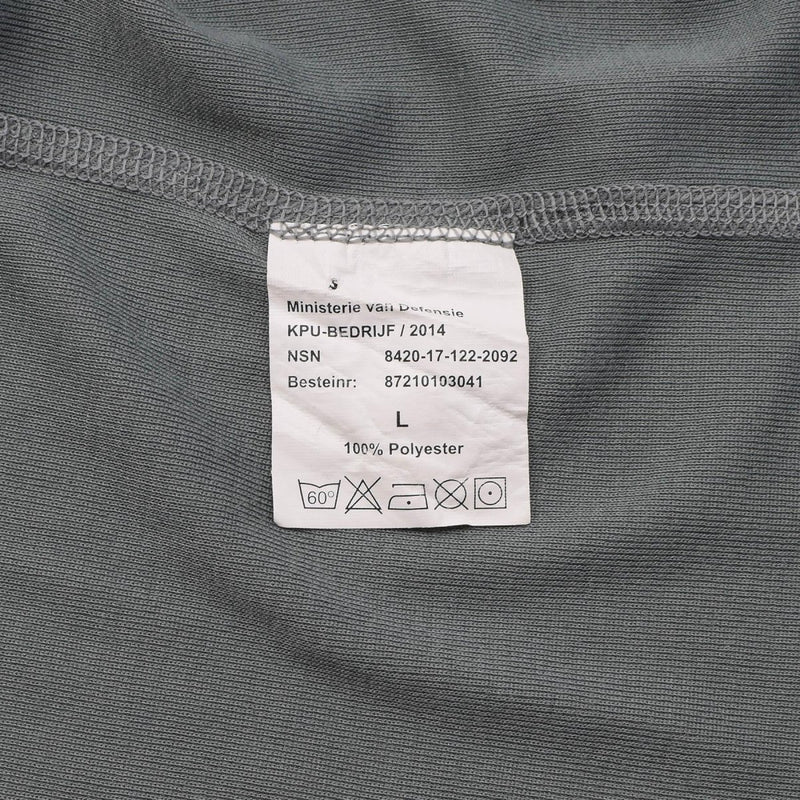 S
Ministerie van Defensie
KPU-BEDRIJF / 2014
NSN 8420-17-122-2092
Besteinr: 87210103041
L
100% Polyester
60°